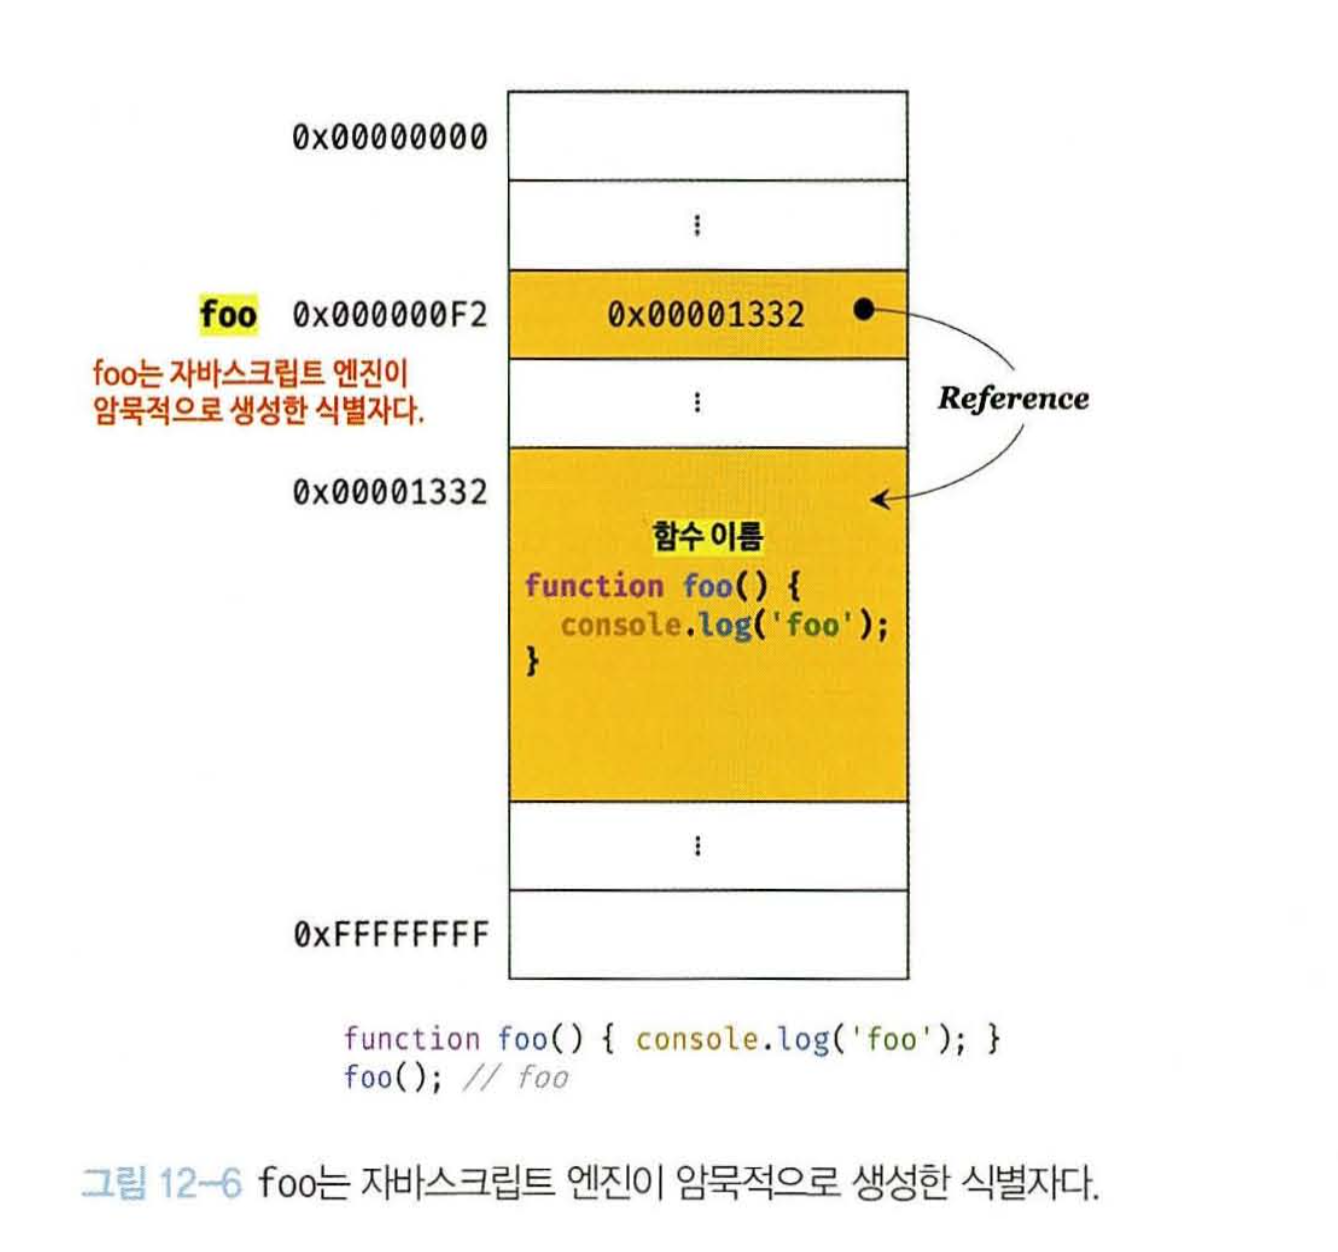 0x00000000
⋮
foo 0x000000F2 0x00001332
foo는 자바스크립트 엔진이
암묵적으로 생성한 식별자다.
⋮
Reference
0x00001332
함수 이름
function foo() {
console.log('foo');
}
⋮
0xFFFFFFFF
function foo() { console.log('foo'); }
foo(); // foo
그림 12-6 foo는 자바스크립트 엔진이 암묵적으로 생성한 식별자다.